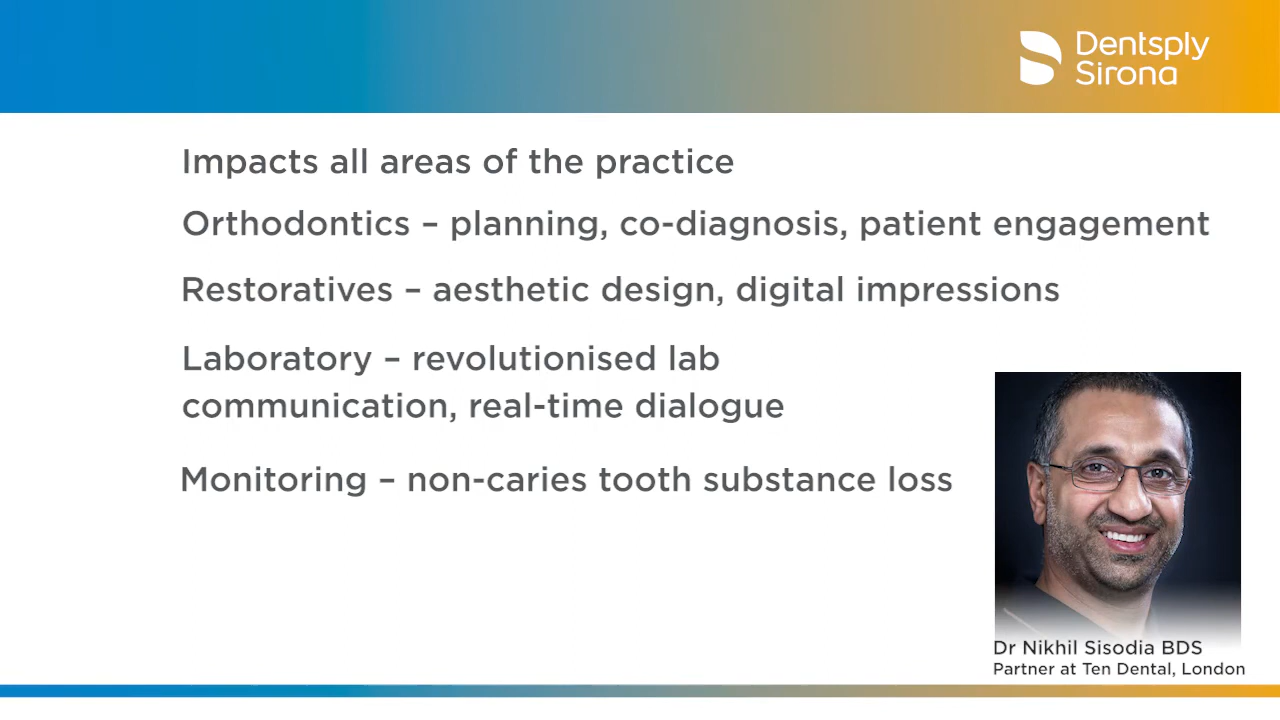 Dentsply
Sirona
Impacts all areas of the practice
Orthodontics – planning, co-diagnosis, patient engagement
Restoratives – aesthetic design, digital impressions
Laboratory – revolutionised lab
communication, real-time dialogue
Monitoring – non-caries tooth substance loss
Dr Nikhil Sisodia BDS
Partner at Ten Dental, London